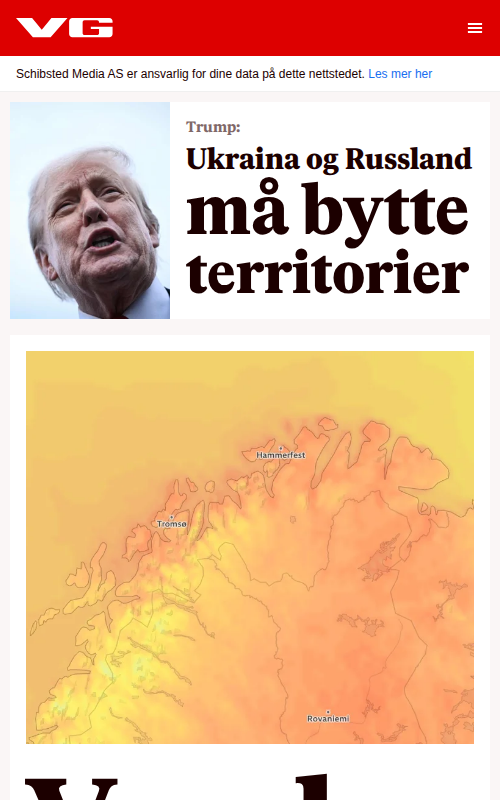 VG
Schibsted Media AS er ansvarlig for dine data på dette nettstedet. Les mer her
Trump:
Ukraina og Russland
må bytte
territorier
Hammerfest
Tromsø
Rovaniemi